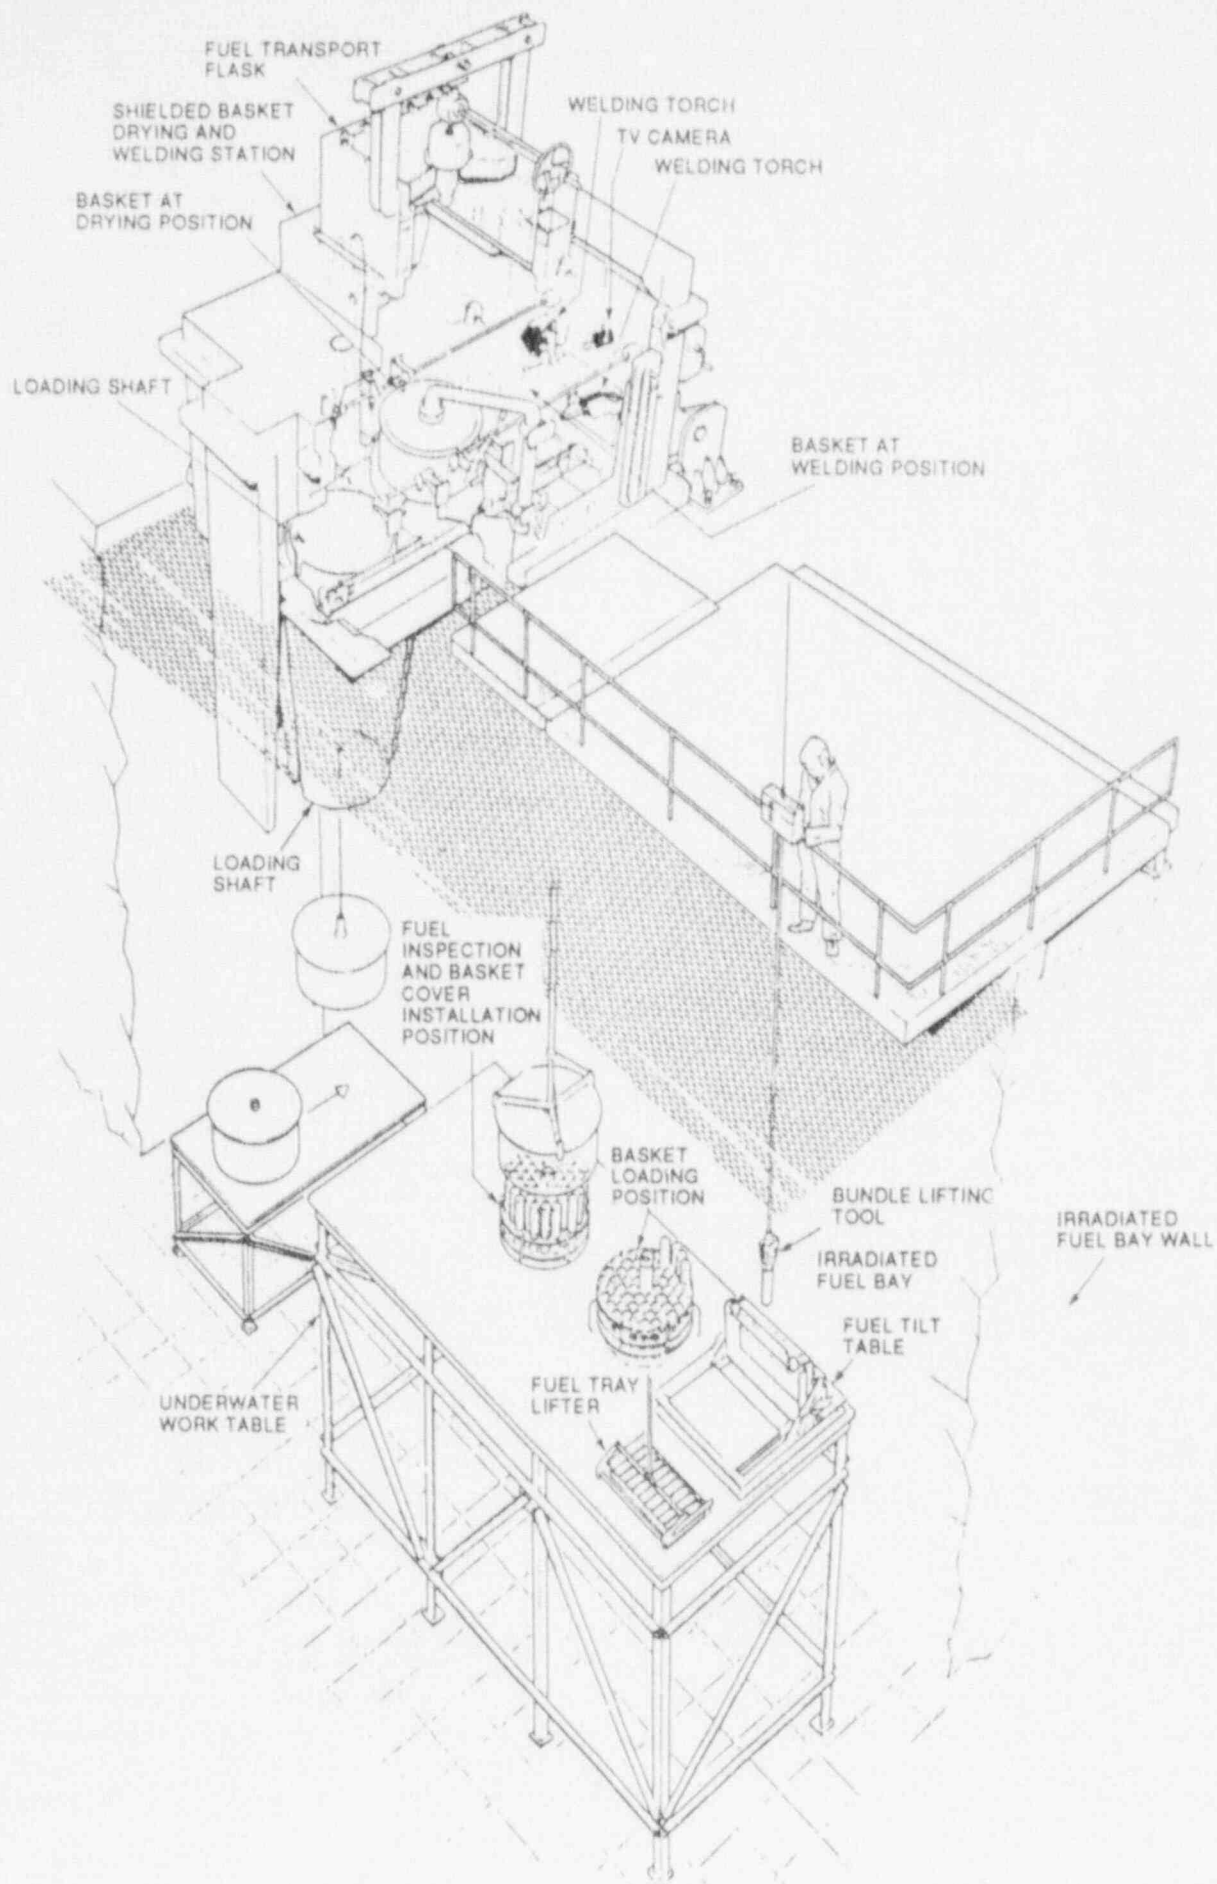 FUEL TRANSPORT
FLASK
SHIELDED BASKET
DRYING AND
WELDING STATION
BASKET AT
DRYING POSITION
WELDING TORCH
TV CAMERA
WELDING TORCH
LOADING SHAFT
BASKET AT
WELDING POSITION
LOADING
SHAFT
FUEL
INSPECTION
AND BASKET
COVER
INSTALLATION
POSITION
BASKET
LOADING
POSITION
BUNDLE LIFTING
TOOL
IRRADIATED
FUEL BAY
IRRADIATED
FUEL BAY WALL
FUEL TILT
TABLE
FUEL TRAY
LIFTER
UNDERWATER
WORK TABLE